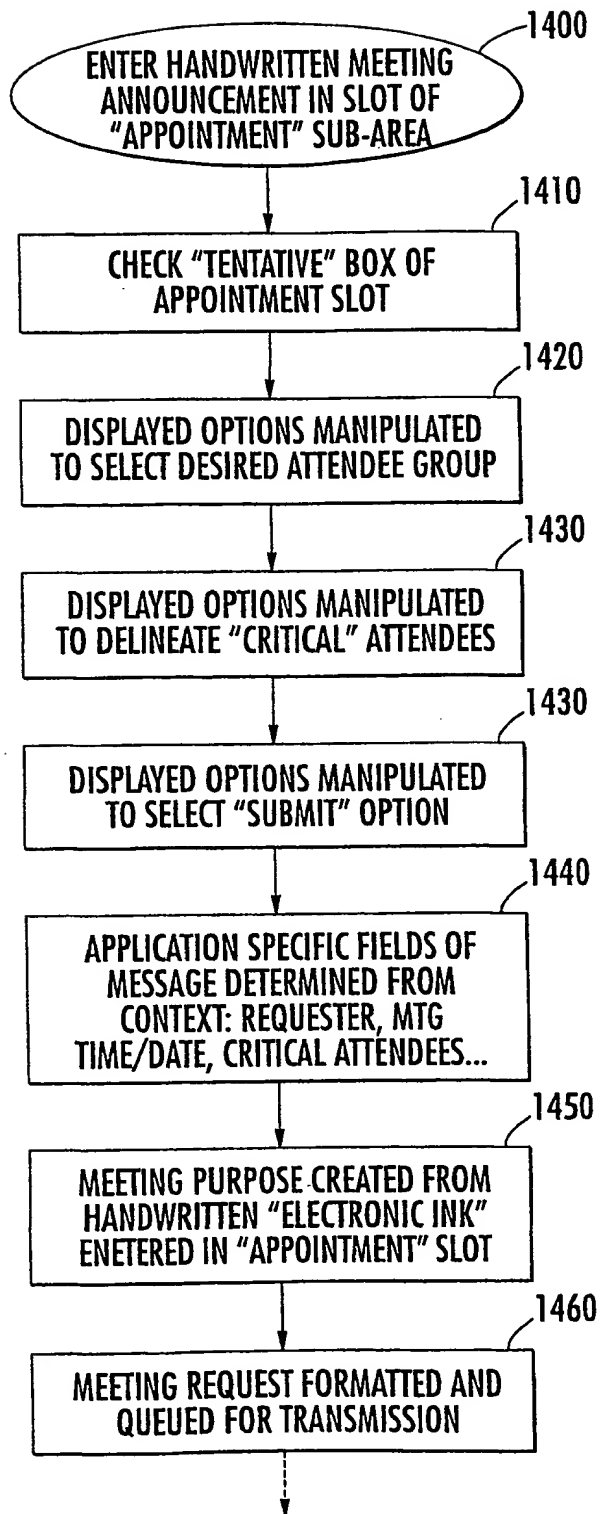 1400
ENTER HANDWRITTEN MEETING
ANNOUNCEMENT IN SLOT OF
“APPOINTMENT” SUB-AREA
1410
CHECK “TENTATIVE” BOX OF
APPOINTMENT SLOT
1420
DISPLAYED OPTIONS MANIPULATED
TO SELECT DESIRED ATTENDEE GROUP
1430
DISPLAYED OPTIONS MANIPULATED
TO DELINEATE “CRITICAL” ATTENDEES
1430
DISPLAYED OPTIONS MANIPULATED
TO SELECT “SUBMIT” OPTION
1440
APPLICATION SPECIFIC FIELDS OF
MESSAGE DETERMINED FROM
CONTEXT: REQUESTER, MTG
TIME/DATE, CRITICAL ATTENDEES...
1450
MEETING PURPOSE CREATED FROM
HANDWRITTEN “ELECTRONIC INK”
ENETERED IN “APPOINTMENT” SLOT
1460
MEETING REQUEST FORMATTED AND
QUEUED FOR TRANSMISSION